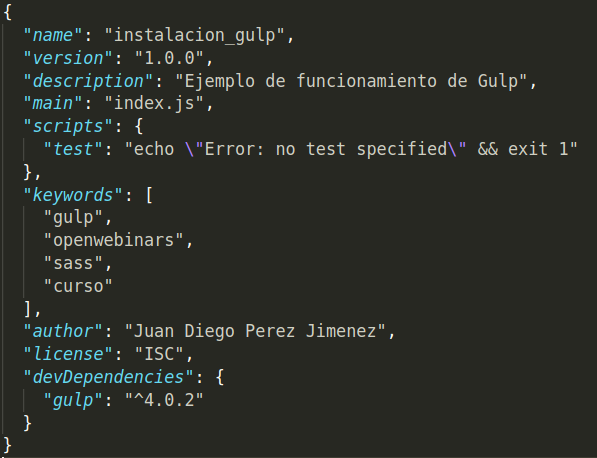 {
  "name": "instalacion_gulp",
  "version": "1.0.0",
  "description": "Ejemplo de funcionamiento de Gulp",
  "main": "index.js",
  "scripts": {
    "test": "echo \"Error: no test specified\" && exit 1"
  },
  "keywords": [
    "gulp",
    "openwebinars",
    "sass",
    "curso"
  ],
  "author": "Juan Diego Perez Jimenez",
  "license": "ISC",
  "devDependencies": {
    "gulp": "^4.0.2"
  }
}